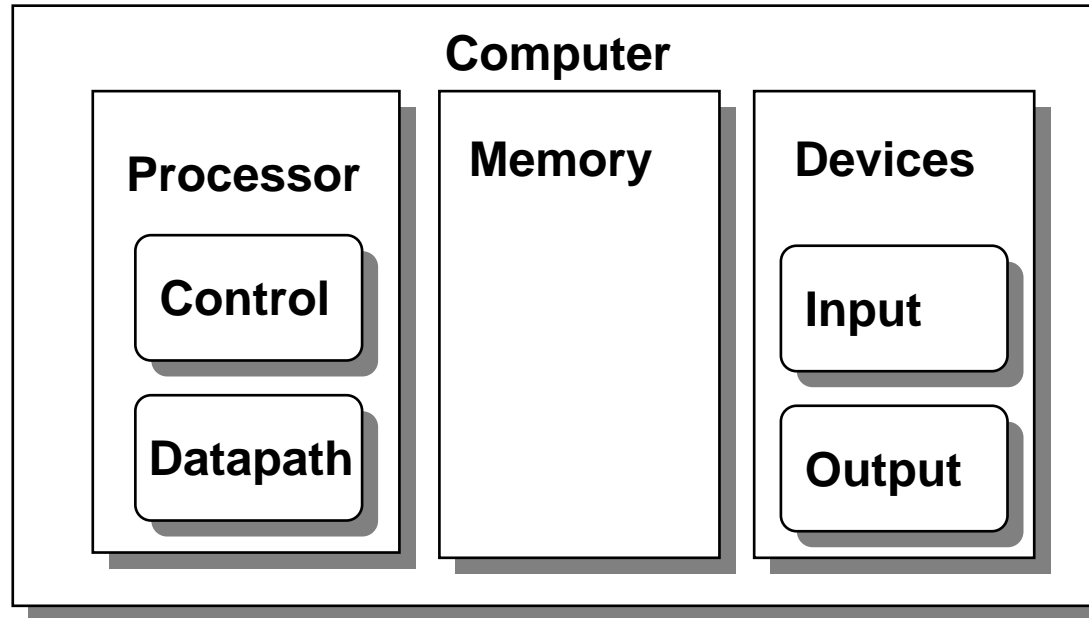 Computer
Processor
Control
Datapath
Memory
Devices
Input
Output